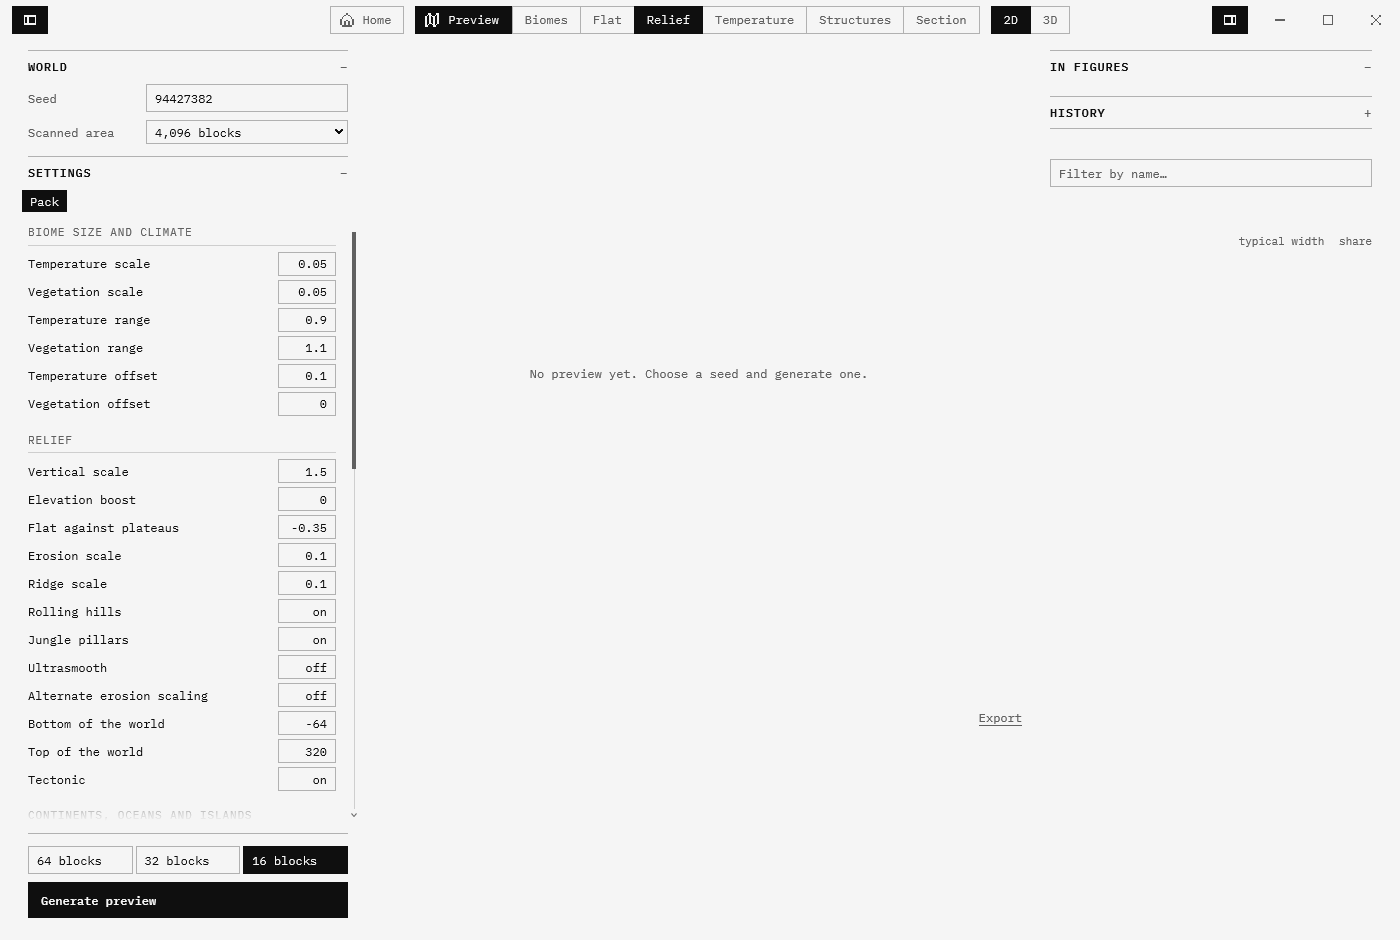 Home
Preview
Biomes
Flat
Relief
Temperature
Structures
Section
2D
3D
WORLD
Seed
94427382
Scanned area
4,096 blocks
SETTINGS
Pack
BIOME SIZE AND CLIMATE
Temperature scale 0.05
Vegetation scale 0.05
Temperature range 0.9
Vegetation range 1.1
Temperature offset 0.1
Vegetation offset 0
RELIEF
Vertical scale 1.5
Elevation boost 0
Flat against plateaus -0.35
Erosion scale 0.1
Ridge scale 0.1
Rolling hills on
Jungle pillars on
Ultrasmooth off
Alternate erosion scaling off
Bottom of the world -64
Top of the world 320
Tectonic on
CONTINENTS, OCEANS AND ISLANDS
64 blocks
32 blocks
16 blocks
Generate preview
No preview yet. Choose a seed and generate one.
Export
IN FIGURES
HISTORY
Filter by name…
typical width share